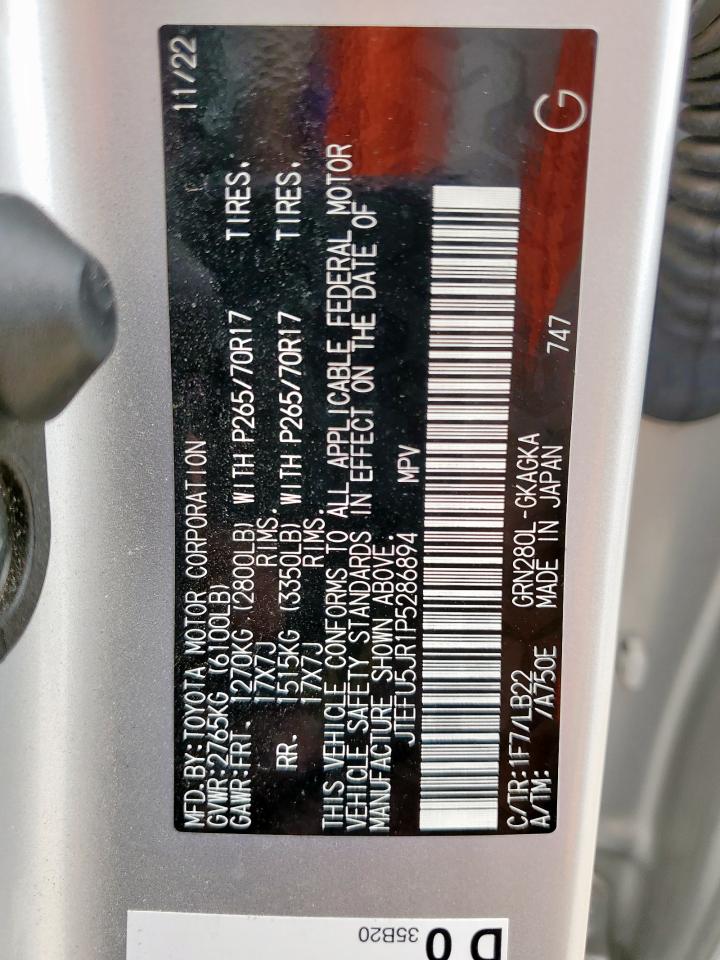 MFD.BY:TOYOTA MOTOR CORPORATION 11/22
GVWR:2765KG (6100LB)
GAWR:FRT. 1270KG (2800LB) WITH P265/70R17 TIRES.
17X7J RIMS.
RR. 1515KG (3350LB) WITH P265/70R17 TIRES.
17X7J RIMS.
THIS VEHICLE CONFORMS TO ALL APPLICABLE FEDERAL MOTOR
VEHICLE SAFETY STANDARDS IN EFFECT ON THE DATE OF
MANUFACTURE SHOWN ABOVE.
JTEFU5JR1P5286894 MPV
C/TR:1F7/LB22 GRN280L-GKAGKA 747
A/TM: /A750E MADE IN JAPAN G
35B20
D 0